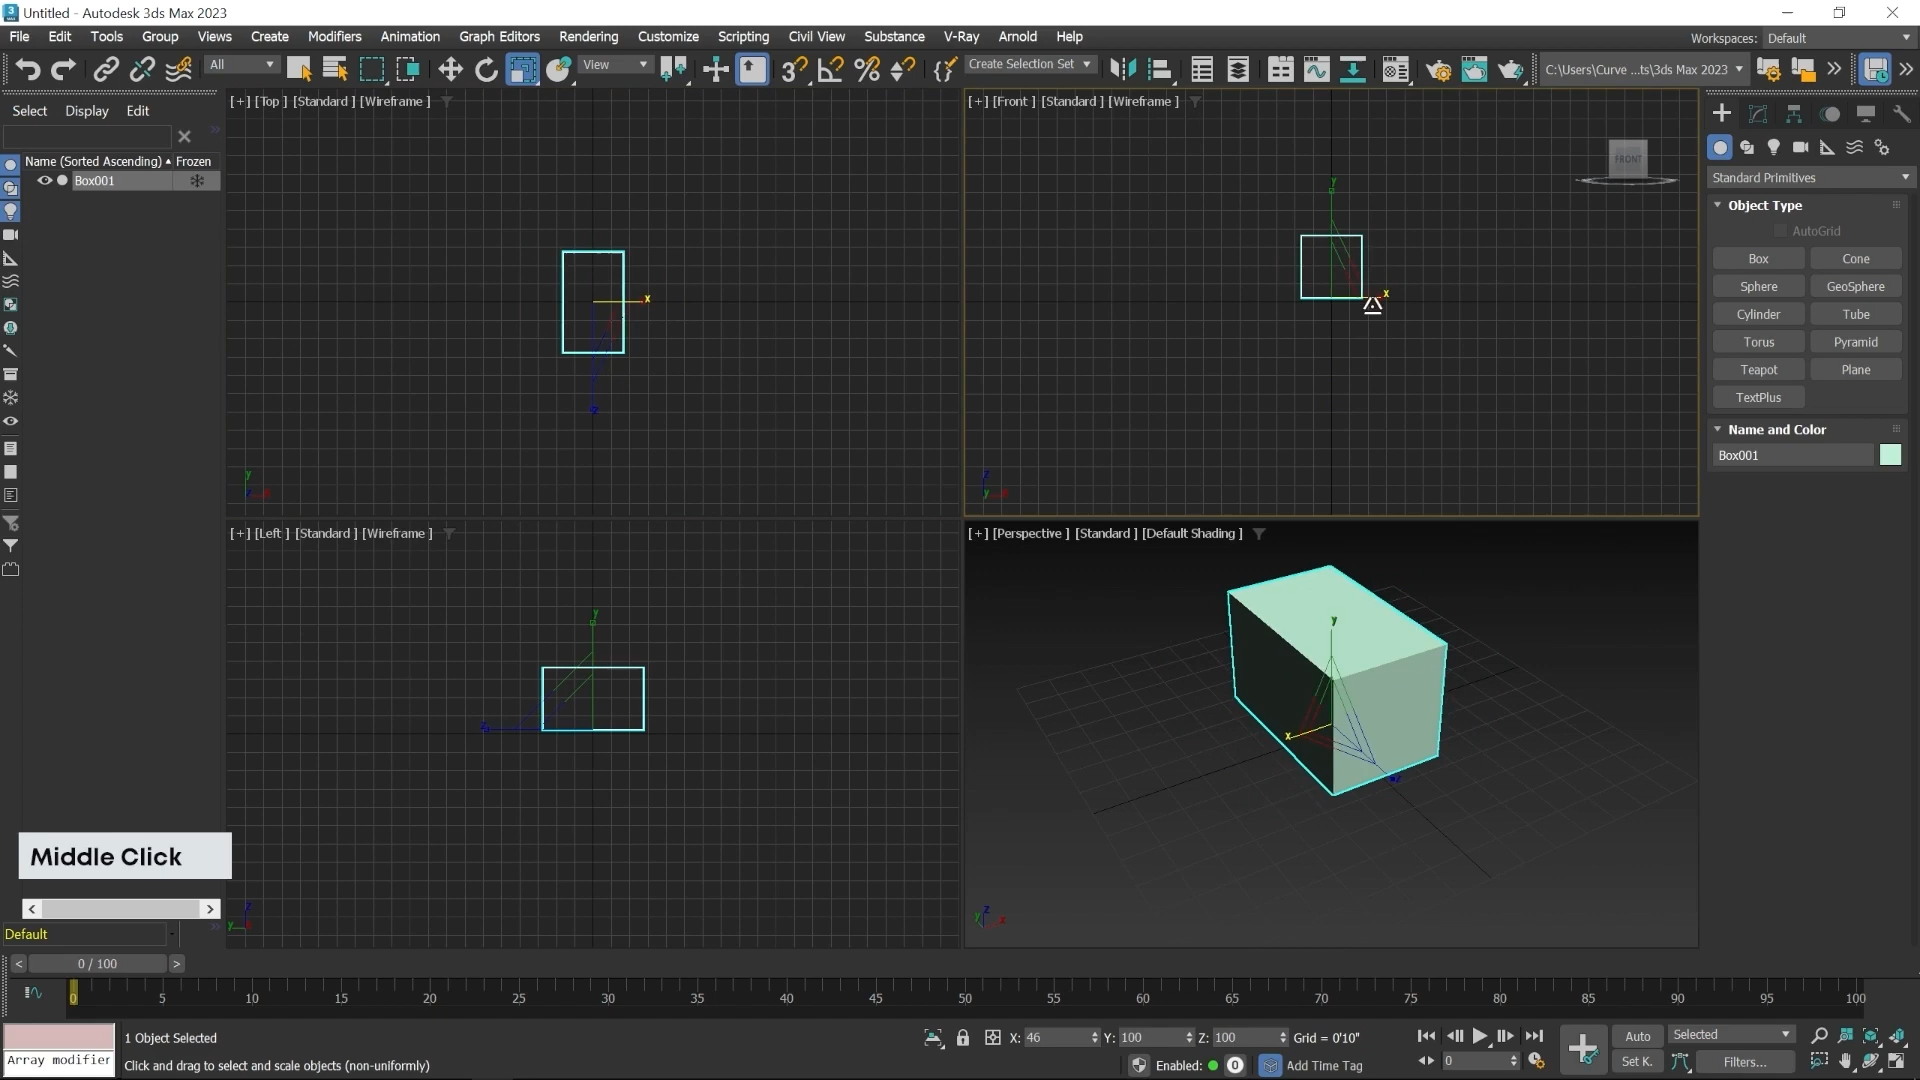 Untitled - Autodesk 3ds Max 2023
File Edit Tools Group Views Create Modifiers Animation Graph Editors Rendering Customize Scripting Civil View Substance V-Ray Arnold Help
Workspaces: Default
All
View
Create Selection Set
C:\Users\Curve ...ts\3ds Max 2023
Select Display Edit
Name (Sorted Ascending) Frozen
Box001
[+] [Top ] [Standard ] [Wireframe ]
[+] [Front ] [Standard ] [Wireframe ]
FRONT
[+] [Left ] [Standard ] [Wireframe ]
[+] [Perspective ] [Standard ] [Default Shading ]
Standard Primitives
Object Type
AutoGrid
Box Cone
Sphere GeoSphere
Cylinder Tube
Torus Pyramid
Teapot Plane
TextPlus
Name and Color
Box001
Middle Click
Default
0 / 100
0 5 10 15 20 25 30 35 40 45 50 55 60 65 70 75 80 85 90 95 100
1 Object Selected
X: 46 Y: 100 Z: 100 Grid = 0'10"
Auto Selected
Array modifier
Click and drag to select and scale objects (non-uniformly)
Enabled: 0 Add Time Tag
0
Set K. Filters...